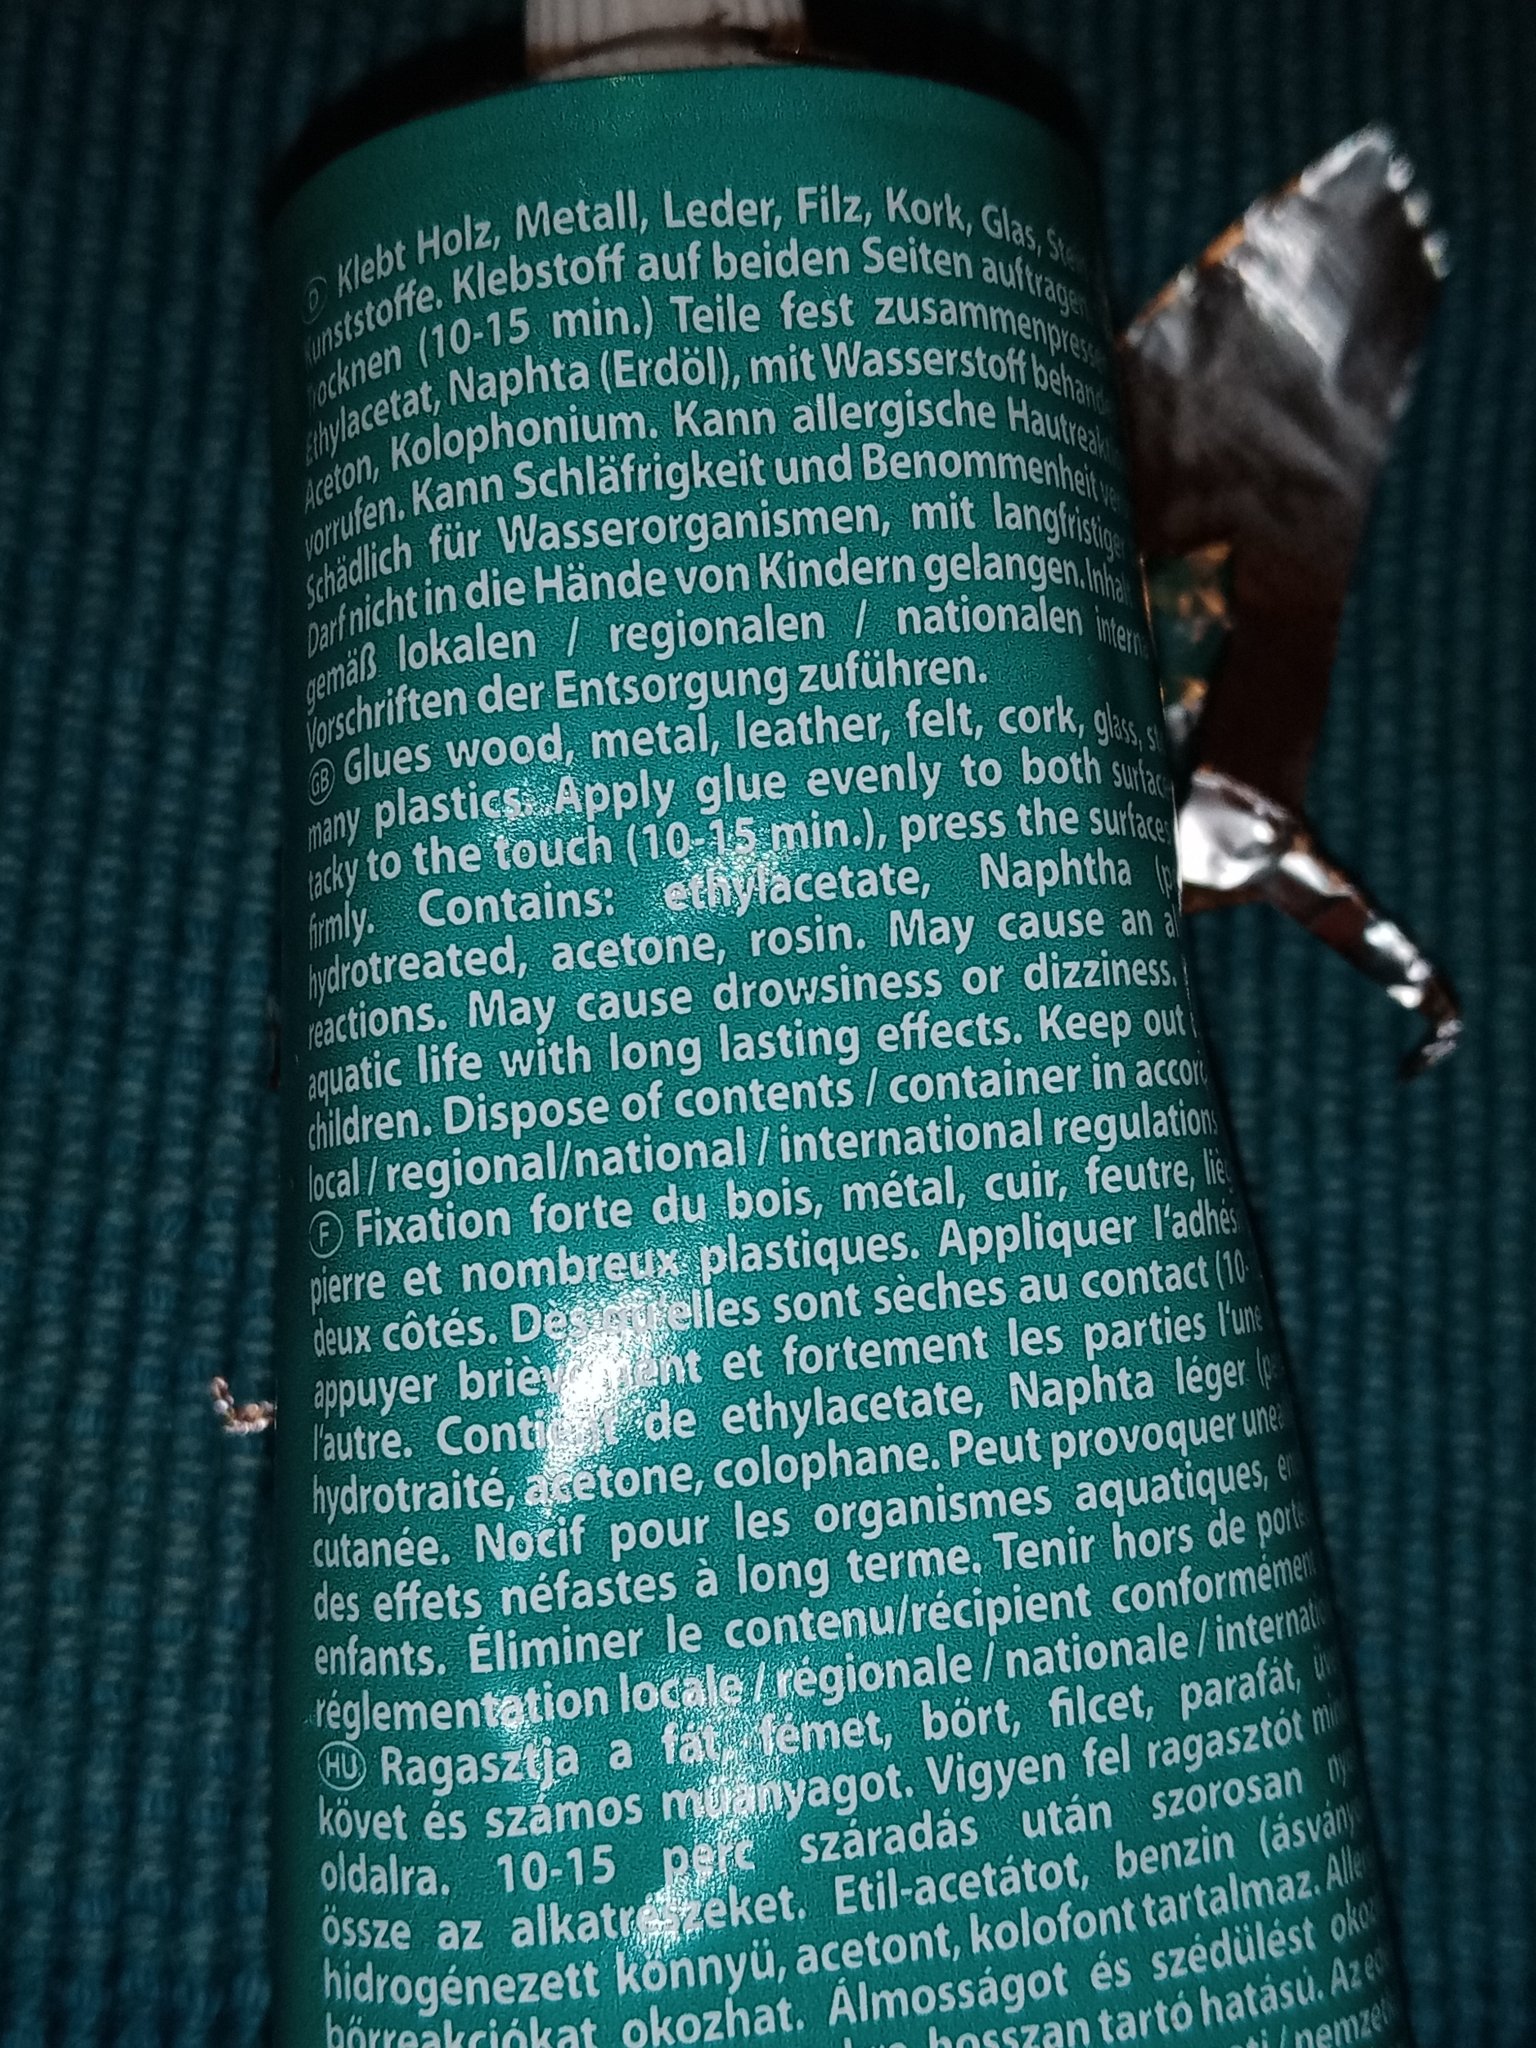 D Klebt Holz, Metall, Leder, Filz, Kork, Glas,
Kunststoffe. Klebstoff auf beiden Seiten
trocknen (10-15 min.) Teile fest
Ethylacetat, Naphta (Erdöl), mit Wasserstoff
Aceton, Kolophonium. Kann allergische
vorrufen. Kann Schläfrigkeit und Benommenheit
Schädlich für Wasserorganismen, mit
Darf nicht in die Hände von Kindern gelangen.
gemäß lokalen / regionalen / nationalen
Vorschriften der Entsorgung zuführen.
GB Glues wood, metal, leather, felt, cork, glass,
many plastics. Apply glue evenly to both
tacky to the touch (10-15 min.), press the
firmly. Contains: ethylacetate, Naphtha
hydrotreated, acetone, rosin. May cause an
reactions. May cause drowsiness or dizziness.
aquatic life with long lasting effects. Keep out
children. Dispose of contents / container in
local / regional/national / international regulations
F Fixation forte du bois, métal, cuir, feutre,
pierre et nombreux plastiques. Appliquer
deux côtés. Dès qu'elles sont sèches au contact
appuyer brièvement et fortement les parties l'une
l'autre. Contient de ethylacetate, Naphta léger
hydrotraité, acétone, colophane. Peut provoquer
cutanée. Nocif pour les organismes aquatiques,
des effets néfastes à long terme. Tenir hors de
enfants. Éliminer le contenu/récipient
réglementation locale / régionale / nationale /
HU Ragasztja a fát, fémet, bőrt, filcet, parafát,
követ és számos műanyagot. Vigyen fel ragasztót
oldalra. 10-15 perc száradás után szorosan
össze az alkatrészeket. Etil-acetátot, benzin
hidrogénezett könnyü, acetont, kolofont tartalmaz.
bőrreakciókat okozhat. Álmosságot és szédülést
hosszan tartó hatású.